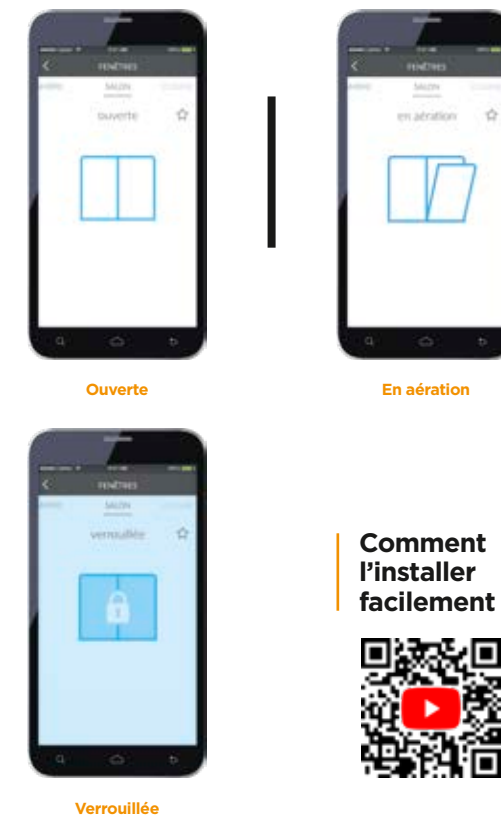 FENÊTRES
SALON
ouverte
Ouverte
FENÊTRES
SALON
en aération
En aération
FENÊTRES
SALON
verrouillée
Verrouillée
Comment
l'installer
facilement